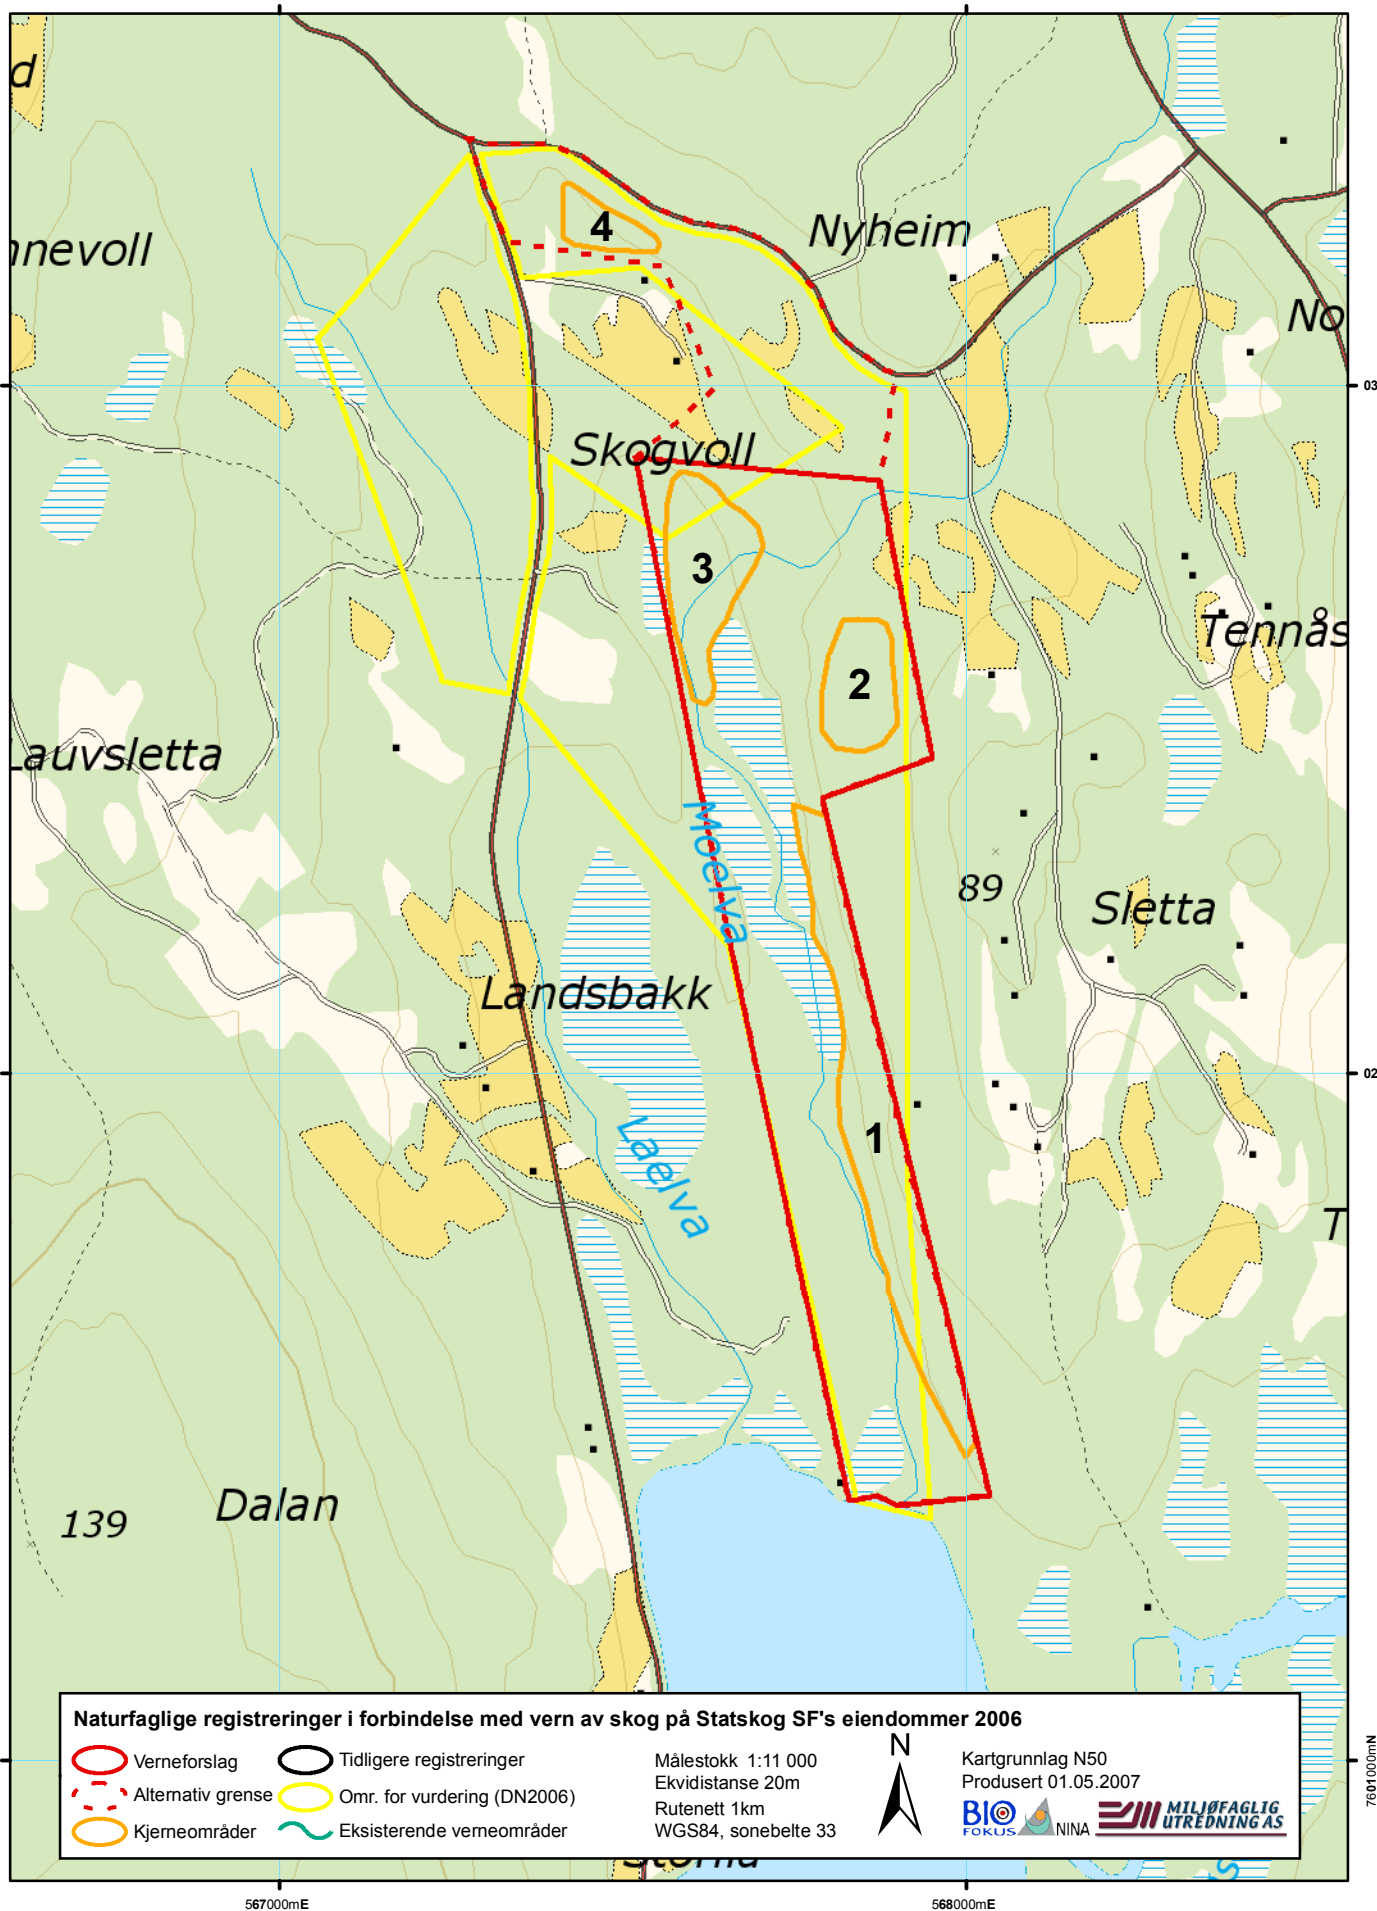 d
nnevoll
4
Nyheim
No
03
Skogvoll
3
2
Tennås
Lauvsletta
Moelva
89
Sletta
Landsbakk
02
1
Laelva
T
Dalan
139
Naturfaglige registreringer i forbindelse med vern av skog på Statskog SF's eiendommer 2006
Verneforslag
Alternativ grense
Kjerneområder
Tidligere registreringer
Omr. for vurdering (DN2006)
Eksisterende verneområder
Målestokk 1:11 000
Ekvidistanse 20m
Rutenett 1km
WGS84, sonebelte 33
N
Kartgrunnlag N50
Produsert 01.05.2007
BIO
FOKUS
NINA
MILJØFAGLIG
UTREDNING AS
7601000mN
S
567000mE
568000mE